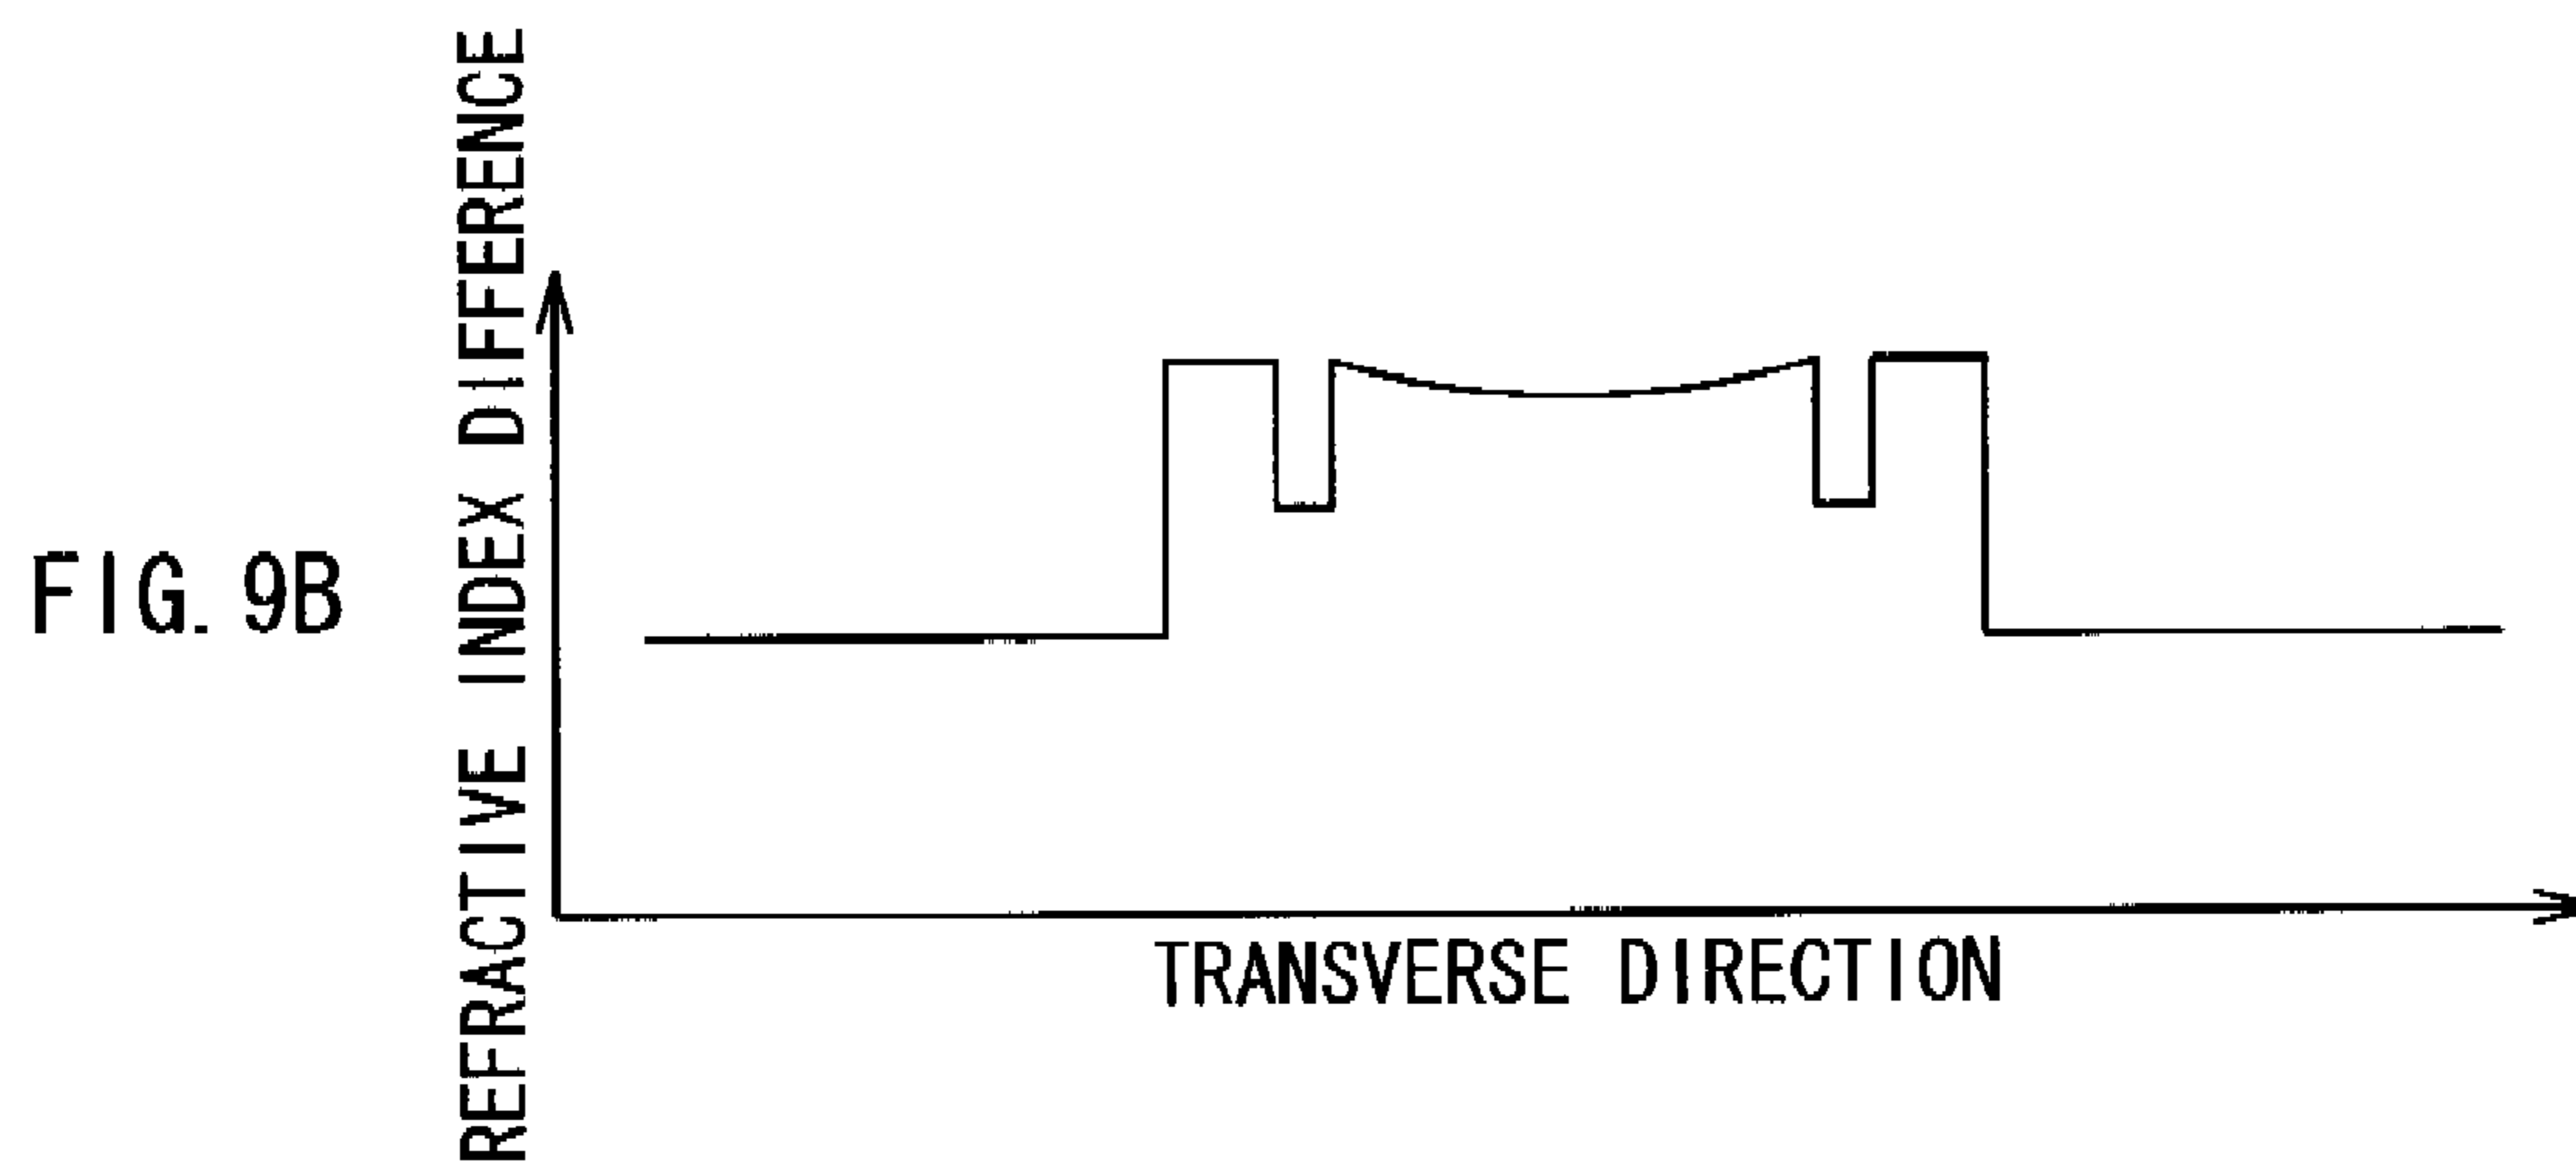 FIG. 9B
REFRACTIVE INDEX DIFFERENCE
TRANSVERSE DIRECTION